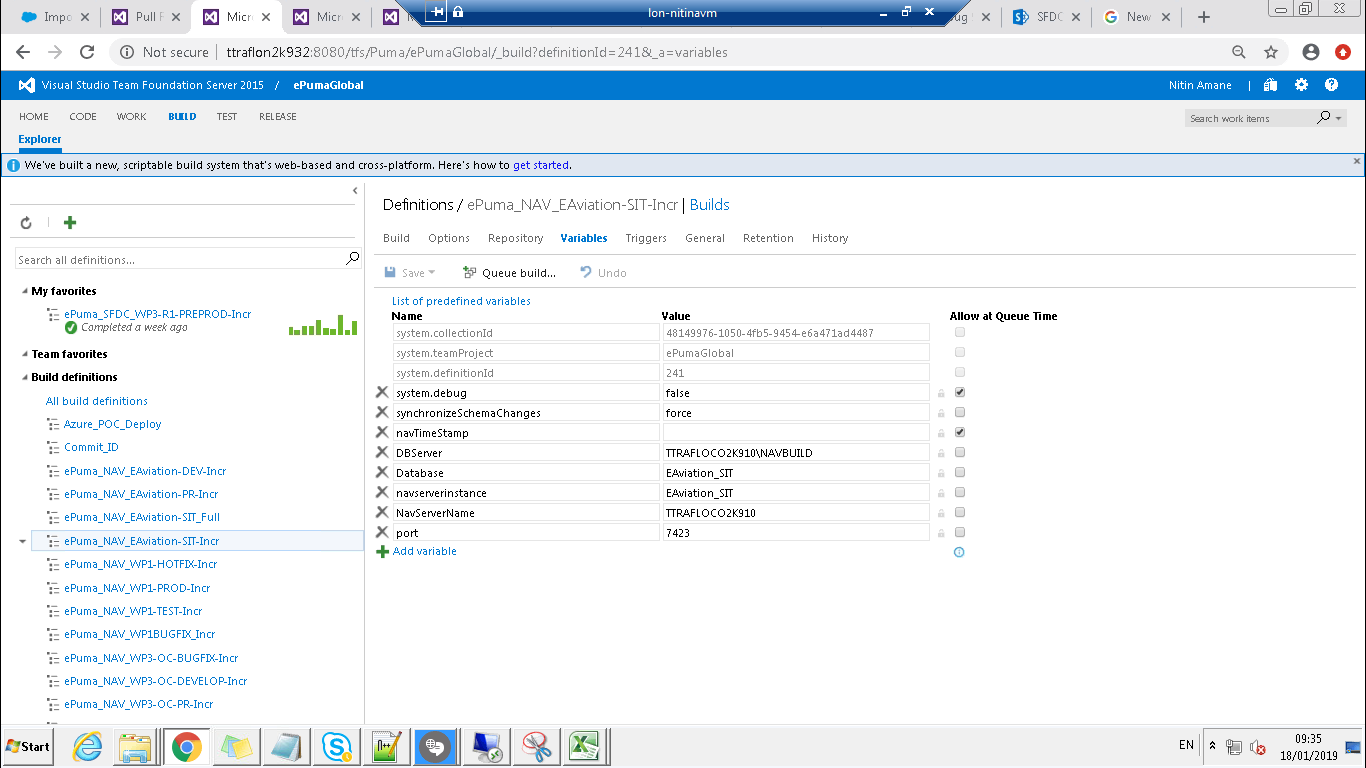 Impo
Pull F
Micro
Micro
lon-nitinavm
SFDC
New
Not secure
ttraflon2k932:8080/tfs/Puma/ePumaGlobal/_build?definitionId=241&_a=variables
Visual Studio Team Foundation Server 2015 / ePumaGlobal
Nitin Amane
HOME CODE WORK BUILD TEST RELEASE
Search work items
Explorer
We've built a new, scriptable build system that's web-based and cross-platform. Here's how to get started.
Search all definitions...
My favorites
ePuma_SFDC_WP3-R1-PREPROD-Incr
Completed a week ago
Team favorites
Build definitions
All build definitions
Azure_POC_Deploy
Commit_ID
ePuma_NAV_EAviation-DEV-Incr
ePuma_NAV_EAviation-PR-Incr
ePuma_NAV_EAviation-SIT_Full
ePuma_NAV_EAviation-SIT-Incr
ePuma_NAV_WP1-HOTFIX-Incr
ePuma_NAV_WP1-PROD-Incr
ePuma_NAV_WP1-TEST-Incr
ePuma_NAV_WP1BUGFIX_Incr
ePuma_NAV_WP3-OC-BUGFIX-Incr
ePuma_NAV_WP3-OC-DEVELOP-Incr
ePuma_NAV_WP3-OC-PR-Incr
Definitions / ePuma_NAV_EAviation-SIT-Incr | Builds
Build Options Repository Variables Triggers General Retention History
Save Queue build... Undo
List of predefined variables
Name Value Allow at Queue Time
system.collectionId 48149976-1050-4fb5-9454-e6a471ad4487
system.teamProject ePumaGlobal
system.definitionId 241
system.debug false
synchronizeSchemaChanges force
navTimeStamp
DBServer TTRAFLOCO2K910\NAVBUILD
Database EAviation_SIT
navserverinstance EAviation_SIT
NavServerName TTRAFLOCO2K910
port 7423
Add variable
Start
EN
09:35
18/01/2019